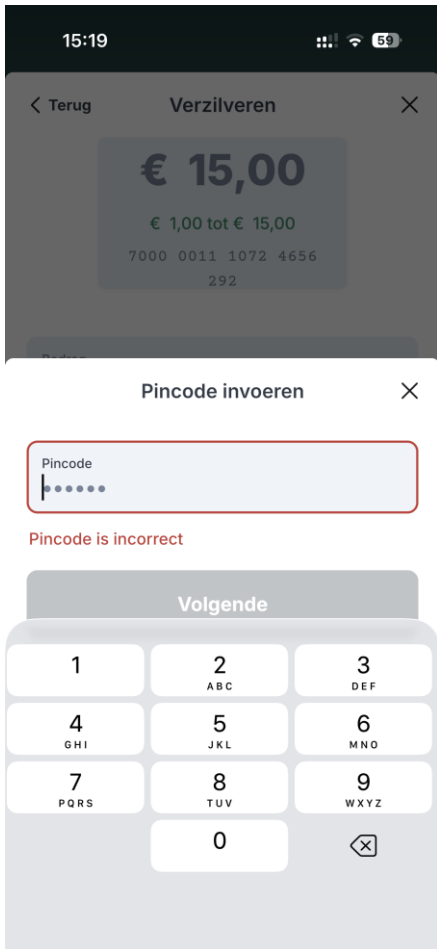 15:19
59
Terug
Verzilveren
€ 15,00
€ 1,00 tot € 15,00
7000 0011 1072 4656
292
Bedrag
Pincode invoeren
Pincode
Pincode is incorrect
Volgende
1
2
ABC
3
DEF
4
GHI
5
JKL
6
MNO
7
PQRS
8
TUV
9
WXYZ
0